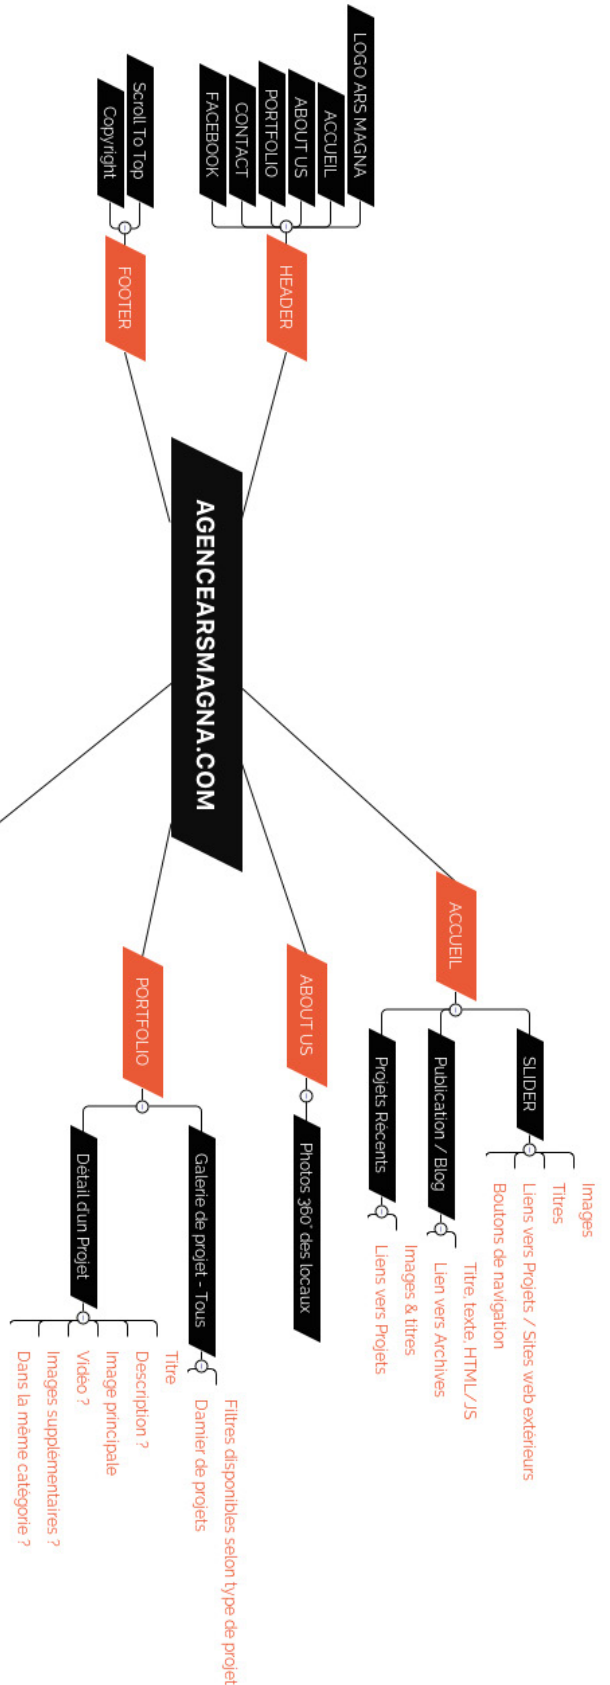 LOGO ARS MAGNA
ACCUEIL
ABOUT US
PORTFOLIO
CONTACT
FACEBOOK
HEADER
Scroll To Top
Copyright
FOOTER
AGENCEARSMAGNA.COM
ACCUEIL
SLIDER
Images
Titres
Liens vers Projets / Sites web extérieurs
Boutons de navigation
Publication / Blog
Titre, texte, HTML/JS
Lien vers Archives
Projets Récents
Images & titres
Liens vers Projets
ABOUT US
Photos 360° des locaux
PORTFOLIO
Galerie de projet - Tous
Filtres disponibles selon type de projet
Damier de projets
Détail d'un Projet
Titre
Description ?
Image principale
Vidéo ?
Images supplémentaires ?
Dans la même catégorie ?